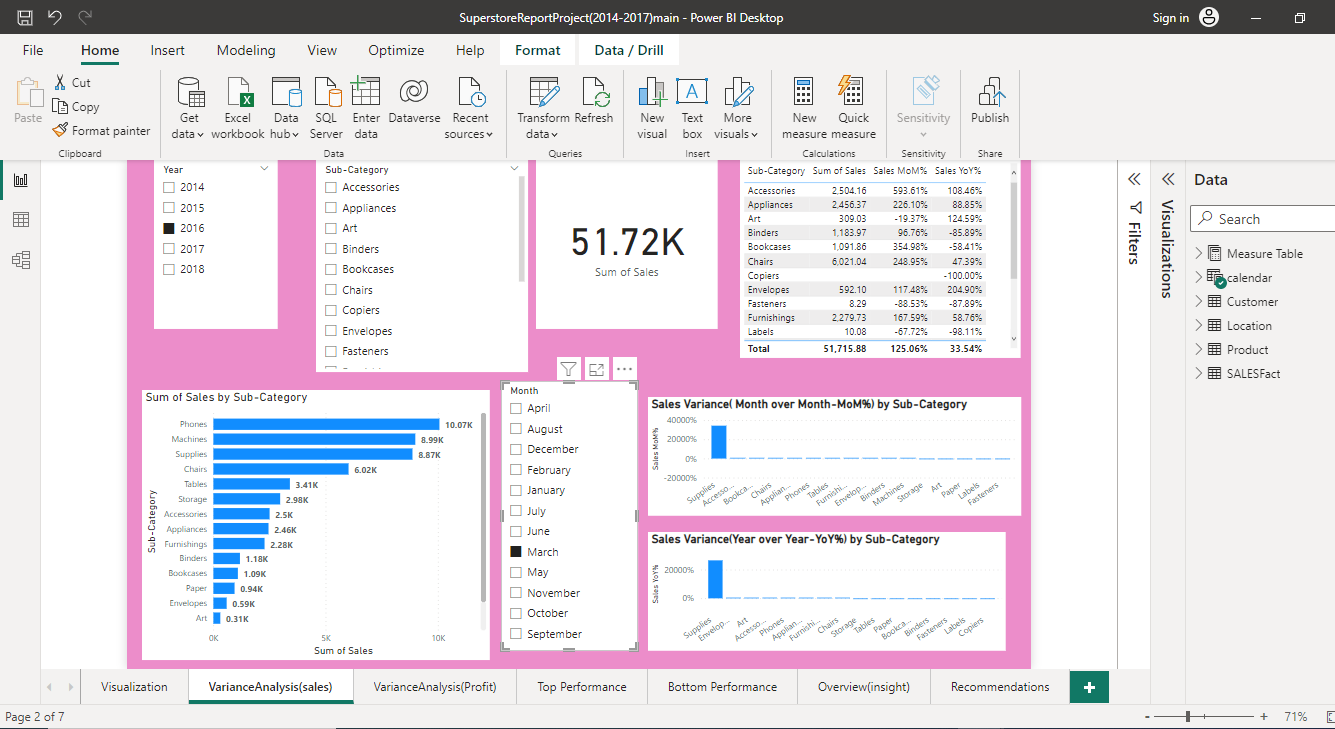 SuperstoreReportProject(2014-2017)main - Power BI Desktop
Sign in
File Home Insert Modeling View Optimize Help Format Data / Drill
Paste
Cut
Copy
Format painter
Clipboard
Get data
Excel workbook
Data hub
SQL Server
Enter data
Dataverse
Recent sources
Data
Transform data
Refresh
Queries
New visual
Text box
More visuals
Insert
New measure
Quick measure
Calculations
Sensitivity
Sensitivity
Publish
Share
Year
2014
2015
2016
2017
2018
Sub-Category
Accessories
Appliances
Art
Binders
Bookcases
Chairs
Copiers
Envelopes
Fasteners
51.72K
Sum of Sales
Sub-Category Sum of Sales Sales MoM% Sales YoY%
Accessories 2,504.16 593.61% 108.46%
Appliances 2,456.37 226.10% 88.85%
Art 309.03 -19.37% 124.59%
Binders 1,183.97 96.76% -85.89%
Bookcases 1,091.86 354.98% -58.41%
Chairs 6,021.04 248.95% 47.39%
Copiers -100.00%
Envelopes 592.10 117.48% 204.90%
Fasteners 8.29 -88.53% -87.89%
Furnishings 2,279.73 167.59% 58.76%
Labels 10.08 -67.72% -98.11%
Total 51,715.88 125.06% 33.54%
Sum of Sales by Sub-Category
Sub-Category
Phones 10.07K
Machines 8.99K
Supplies 8.87K
Chairs 6.02K
Tables 3.41K
Storage 2.98K
Accessories 2.5K
Appliances 2.46K
Furnishings 2.28K
Binders 1.18K
Bookcases 1.09K
Paper 0.94K
Envelopes 0.59K
Art 0.31K
0K 5K 10K
Sum of Sales
Month
April
August
December
February
January
July
June
March
May
November
October
September
Sales Variance( Month over Month-MoM%) by Sub-Category
Sales MoM%
40000%
20000%
0%
-20000%
Supplies Accesso... Bookca... Chairs Applian... Phones Tables Furnishi... Envelop... Binders Machines Storage Art Paper Labels Fasteners
Sales Variance(Year over Year-YoY%) by Sub-Category
Sales YoY%
20000%
0%
Supplies Envelop... Art Accesso... Phones Applian... Furnishi... Chairs Storage Tables Paper Bookca... Binders Fasteners Labels Copiers
Filters
Visualizations
Data
Search
Measure Table
calendar
Customer
Location
Product
SALESFact
Visualization VarianceAnalysis(sales) VarianceAnalysis(Profit) Top Performance Bottom Performance Overview(insight) Recommendations
Page 2 of 7
- + 71%